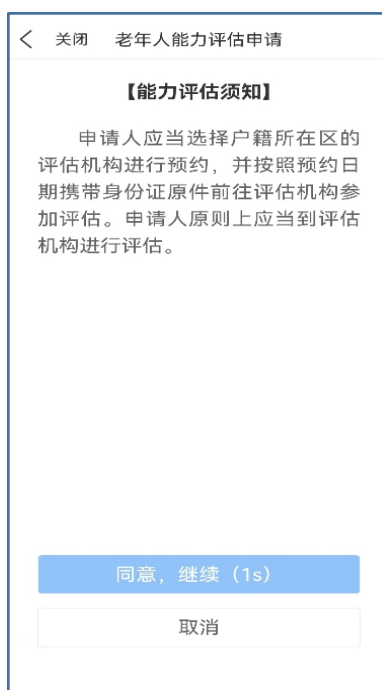 关闭 老年人能力评估申请
【能力评估须知】
申请人应当选择户籍所在区的
评估机构进行预约，并按照预约日
期携带身份证原件前往评估机构参
加评估。申请人原则上应当到评估
机构进行评估。
同意，继续（1s）
取消